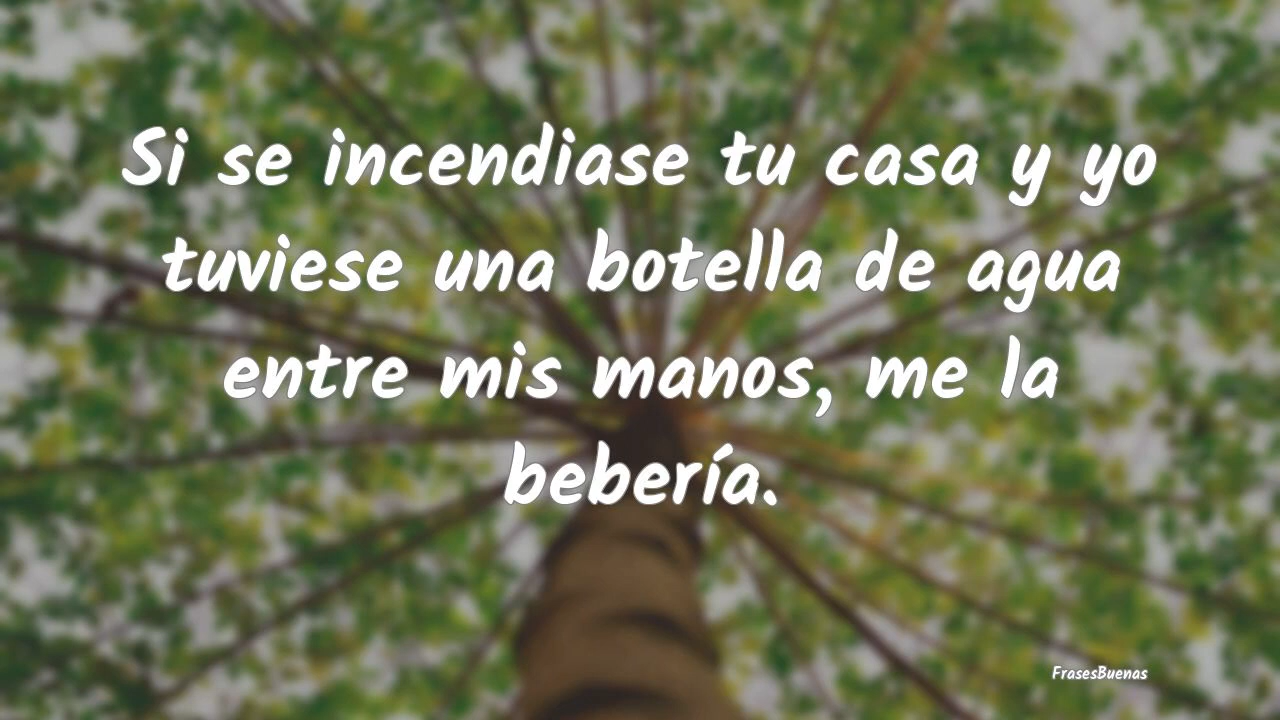 Si se incendiase tu casa y yo
tuviese una botella de agua
entre mis manos, me la
bebería.
FrasesBuenas